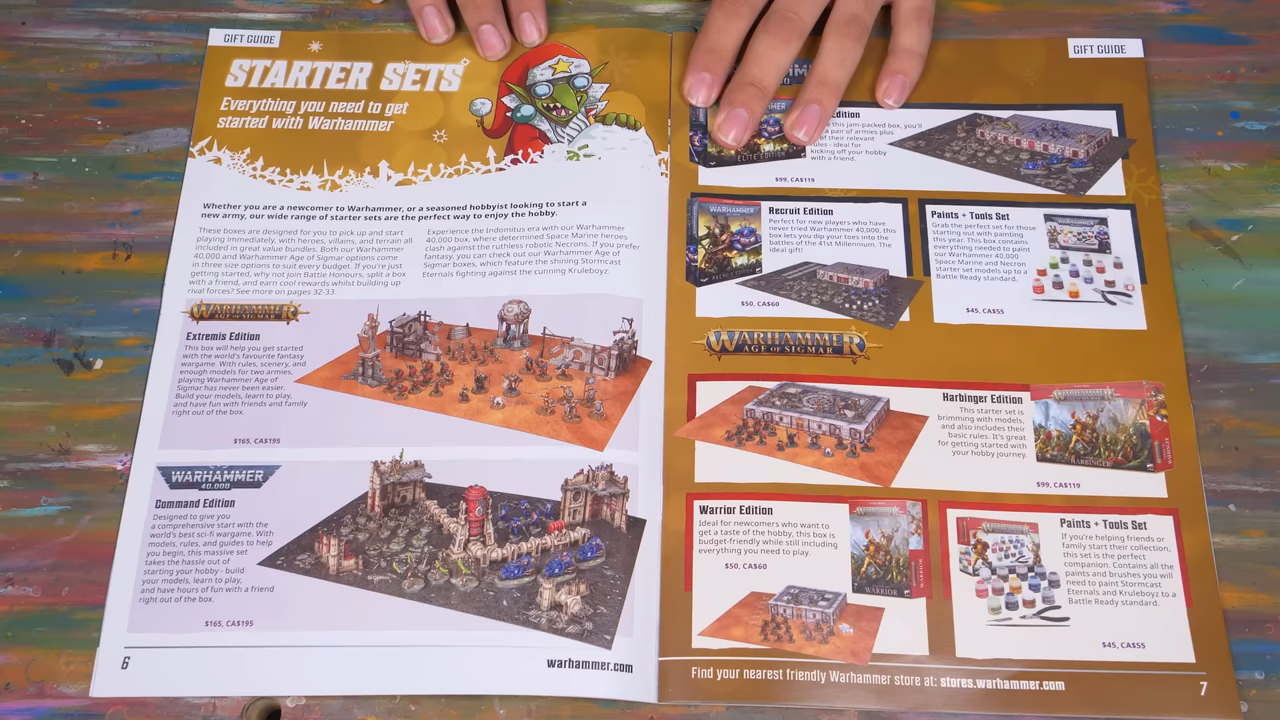 GIFT GUIDE
STARTER SETS
Everything you need to get
started with Warhammer
Whether you are a newcomer to Warhammer, or a seasoned hobbyist looking to start a
new army, our wide range of starter sets are the perfect way to enjoy the hobby.
These boxes are designed for you to pick up and start
playing immediately, with heroes, villains, and terrain all
included in great value bundles. Both our Warhammer
40,000 and Warhammer Age of Sigmar options come
in three size options to suit every budget. If you're just
getting started, why not join Battle Honours, split a box
with a friend, and earn cool rewards whilst building up
rival forces? See more on pages 32-33.
Experience the Indomitus era with our Warhammer
40,000 box, where determined Space Marine heroes
clash against the ruthless robotic Necrons. If you prefer
fantasy, you can check out our Warhammer Age of
Sigmar boxes, which feature the shining Stormcast
Eternals fighting against the cunning Kruleboyz.
WARHAMMER
AGE OF SIGMAR
Extremis Edition
This box will help you get started
with the world's favourite fantasy
wargame. With rules, scenery, and
enough models for two armies,
playing Warhammer Age of
Sigmar has never been easier.
Build your models, learn to play,
and have fun with friends and family
right out of the box.
$165, CA$195
WARHAMMER
40,000
Command Edition
Designed to give you
a comprehensive start with the
world's best sci-fi wargame. With
models, rules, and guides to help
you begin, this massive set
takes the hassle out of
starting your hobby - build
your models, learn to play,
and have hours of fun with a friend
right out of the box.
$165, CA$195
6
warhammer.com
GIFT GUIDE
Edition
this jam-packed box, you'll
pair of armies plus
of their relevant
rules - ideal for
kicking off your hobby
with a friend.
ELITE EDITION
$99, CA$119
WARHAMMER
RECRUIT EDITION
Recruit Edition
Perfect for new players who have
never tried Warhammer 40,000, this
box lets you dip your toes into the
battles of the 41st Millennium. The
ideal gift!
$50, CA$60
Paints + Tools Set
Grab the perfect set for those
starting out with painting
this year. This box contains
everything needed to paint
our Warhammer 40,000
Space Marine and Necron
starter set models up to a
Battle Ready standard.
WARHAMMER
$45, CA$55
WARHAMMER
AGE OF SIGMAR
Harbinger Edition
This starter set is
brimming with models,
and also includes their
basic rules. It's great
for getting started with
your hobby journey.
$99, CA$119
WARHAMMER
HARBINGER
WARHAMMER
Warrior Edition
Ideal for newcomers who want to
get a taste of the hobby, this box is
budget-friendly while still including
everything you need to play.
$50, CA$60
WARHAMMER
WARRIOR
Paints + Tools Set
If you're helping friends or
family start their collection,
this set is the perfect
companion. Contains all the
paints and brushes you will
need to paint Stormcast
Eternals and Kruleboyz to a
Battle Ready standard.
$45, CA$55
Find your nearest friendly Warhammer store at: stores.warhammer.com
7